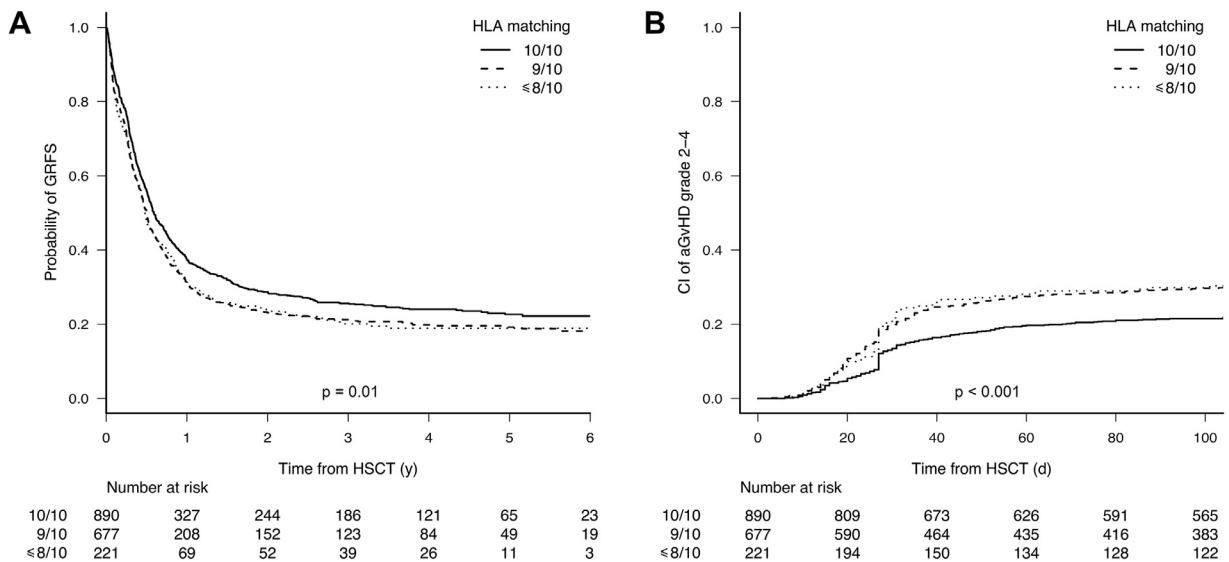 A
HLA matching
10/10
9/10
⩽8/10
1.0
0.8
0.6
0.4
0.2
0.0
Probability of GRFS
p = 0.01
0 1 2 3 4 5 6
Time from HSCT (y)
Number at risk
10/10 890 327 244 186 121 65 23
9/10 677 208 152 123 84 49 19
⩽8/10 221 69 52 39 26 11 3
B
HLA matching
10/10
9/10
⩽8/10
1.0
0.8
0.6
0.4
0.2
0.0
CI of aGvHD grade 2–4
p < 0.001
0 20 40 60 80 100
Time from HSCT (d)
Number at risk
10/10 890 809 673 626 591 565
9/10 677 590 464 435 416 383
⩽8/10 221 194 150 134 128 122